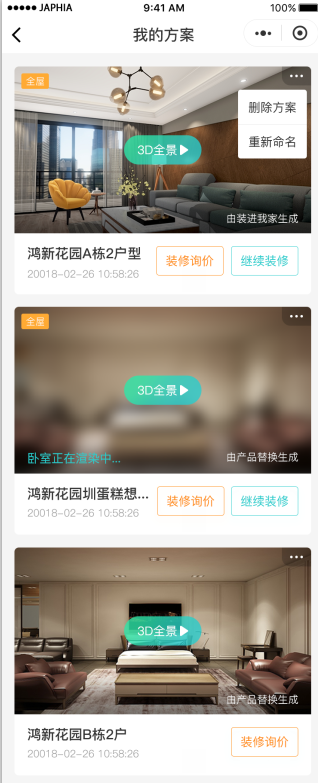 ●●●●● JAPHIA 9:41 AM 100%
我的方案
全屋
删除方案
重新命名
3D全景
由装进我家生成
鸿新花园A栋2户型
20018-02-26 10:58:26
装修询价
继续装修
全屋
3D全景
卧室正在渲染中...
由产品替换生成
鸿新花园圳蛋糕想...
20018-02-26 10:58:26
装修询价
继续装修
3D全景
由产品替换生成
鸿新花园B栋2户
20018-02-26 10:58:26
装修询价